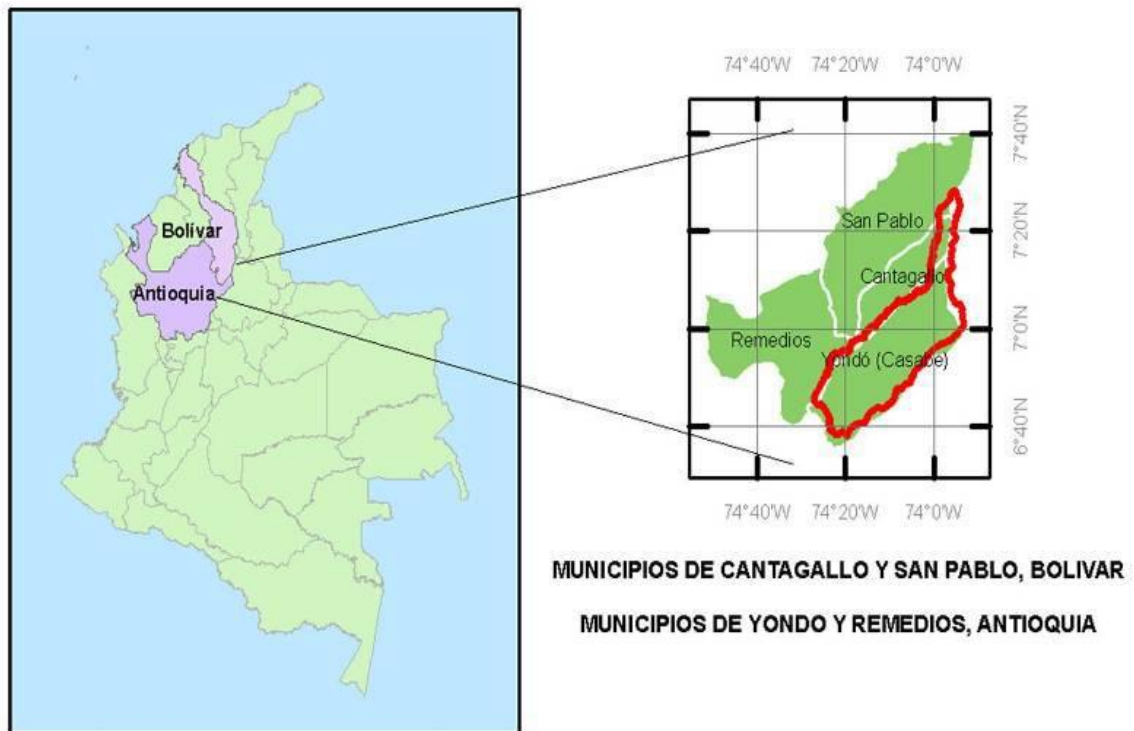 Bolívar
Antioquia
74°40'W 74°20'W 74°0'W
7°40'N
San Pablo
7°20'N
Cantagallo
7°0'N
Remedios
Yondó (Casabe)
6°40'N
74°40'W 74°20'W 74°0'W
MUNICIPIOS DE CANTAGALLO Y SAN PABLO, BOLIVAR
MUNICIPIOS DE YONDO Y REMEDIOS, ANTIOQUIA